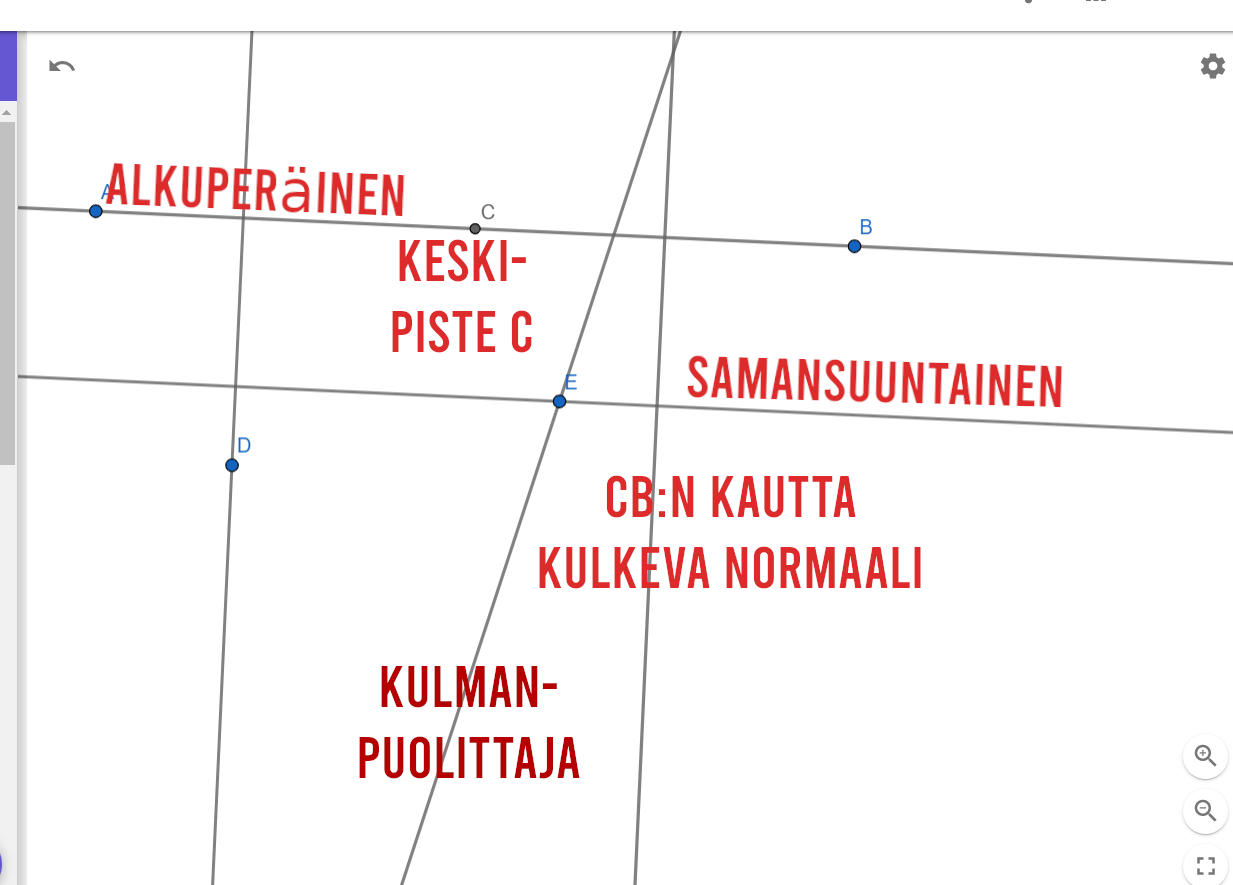 A
ALKUPERÄINEN
C
B
KESKI-
PISTE C
E
SAMANSUUNTAINEN
D
CB:N KAUTTA
KULKEVA NORMAALI
KULMAN-
PUOLITTAJA